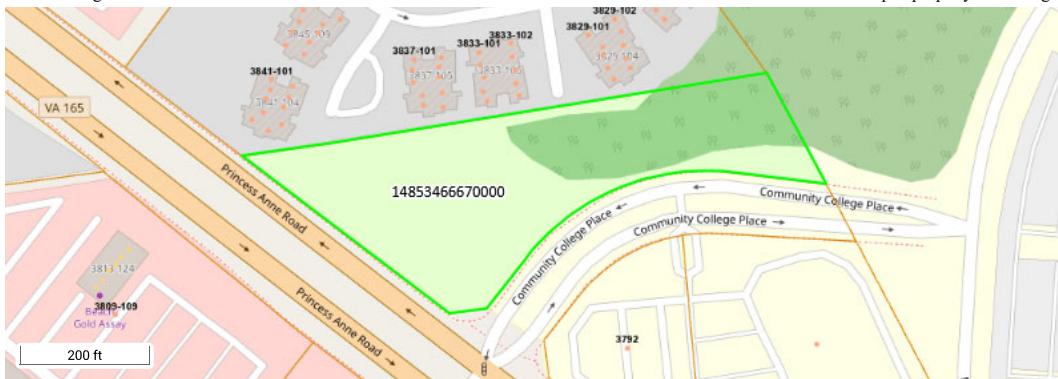 3829-102
3833-102
3829-101
3845 109
3833-101
3837-101
3829 104
3841-101
3837 105
3833 105
3841 104
VA 165
14853466670000
Princess Anne Road
Community College Place
Community College Place
Community College Place
3813 124
3809-109
Beach
Gold Assay
Princess Anne Road
3792
200 ft